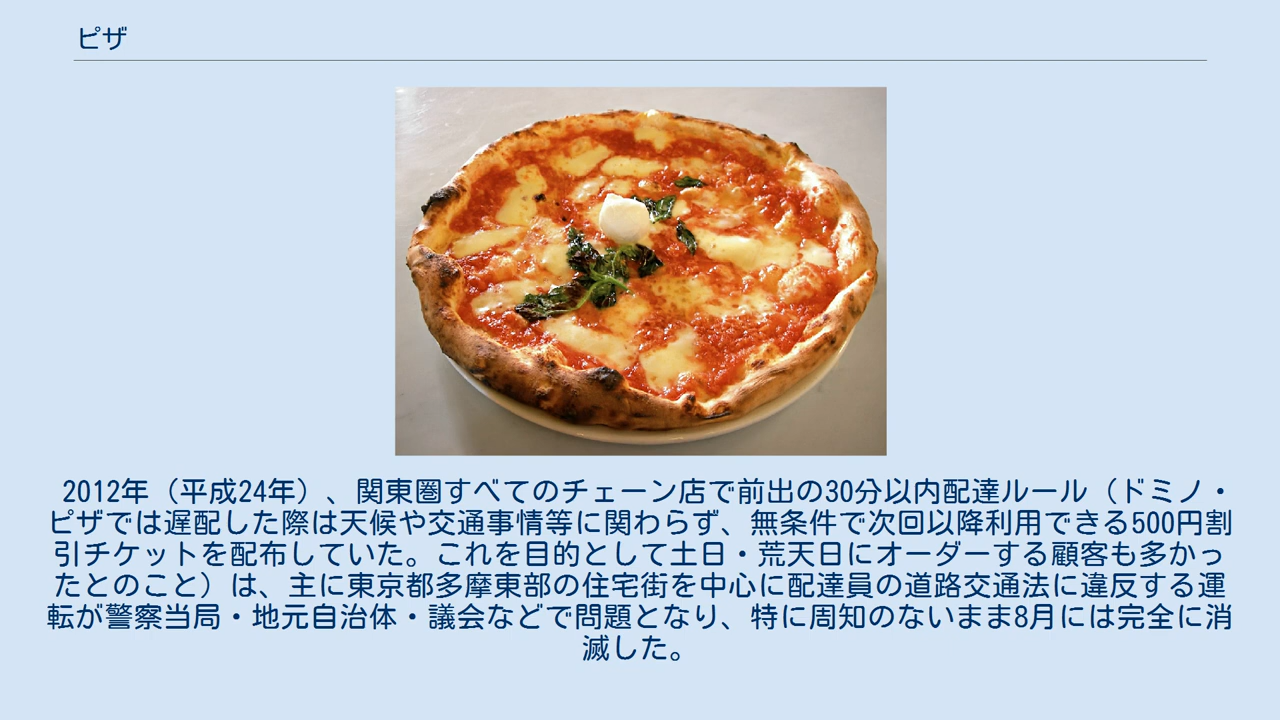 ピザ
2012年（平成24年）、関東圏すべてのチェーン店で前出の30分以内配達ルール（ドミノ・
ピザでは遅配した際は天候や交通事情等に関わらず、無条件で次回以降利用できる500円割
引チケットを配布していた。これを目的として土日・荒天日にオーダーする顧客も多かっ
たとのこと）は、主に東京都多摩東部の住宅街を中心に配達員の道路交通法に違反する運
転が警察当局・地元自治体・議会などで問題となり、特に周知のないまま8月には完全に消
滅した。